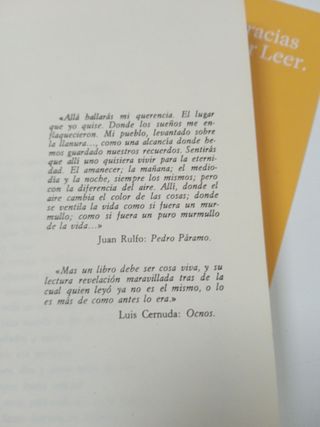 racias
r Leer.
«Allá hallarás mi querencia. El lugar
que yo quise. Donde los sueños me en-
flaquecieron. Mi pueblo, levantado sobre
la llanura..., como una alcancía donde he-
mos guardado nuestros recuerdos. Sentirás
que allí uno quisiera vivir para la eterni-
dad. El amanecer; la mañana; el medio-
día y la noche, siempre los mismos; pero
con la diferencia del aire. Allí, donde el
aire cambia el color de las cosas; donde
se ventila la vida como si fuera un mur-
mullo; como si fuera un puro murmullo
de la vida...»
Juan Rulfo: Pedro Páramo.
«Mas un libro debe ser cosa viva, y su
lectura revelación maravillada tras de la
cual quien leyó ya no es el mismo, o lo
es más de como antes lo era.»
Luis Cernuda: Ocnos.